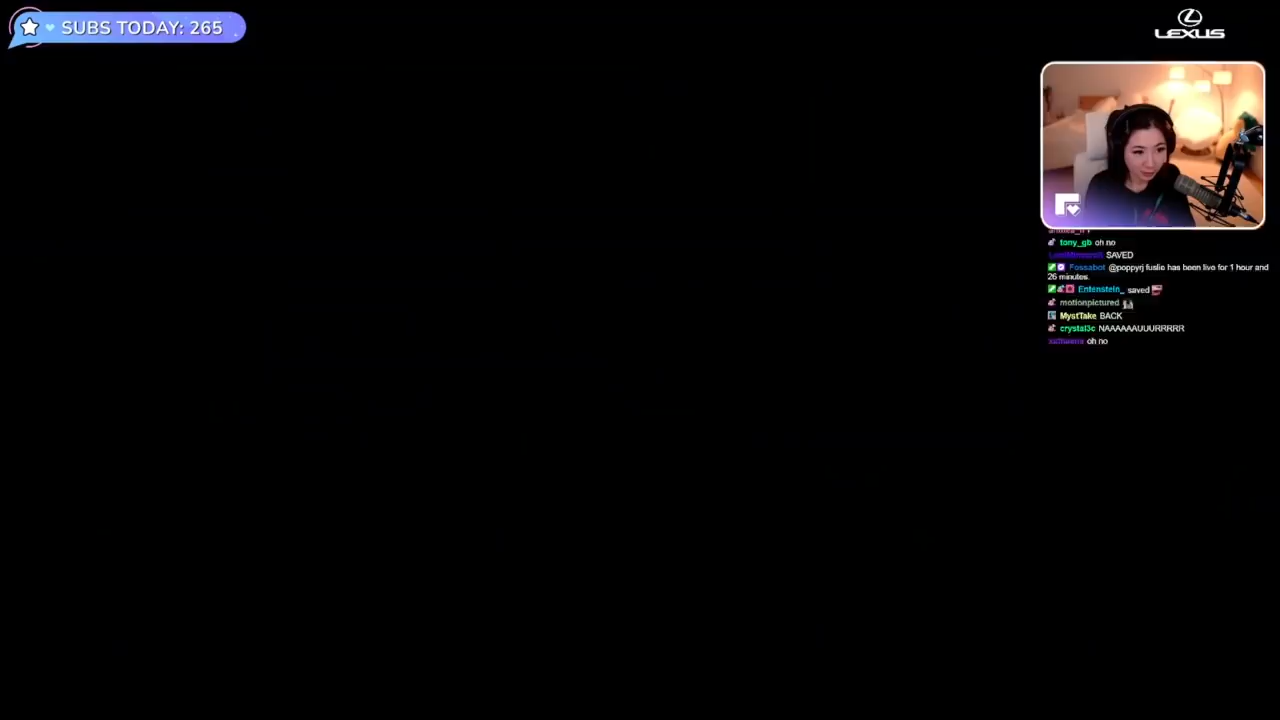 SUBS TODAY: 265
LEXUS
tony_gb oh no
SAVED
Fossabot @poppyrj fuslie has been live for 1 hour and
26 minutes.
Entenstein_ saved
motionpictured
MystTake BACK
crystal3c NAAAAAAUUURRRRR
oh no